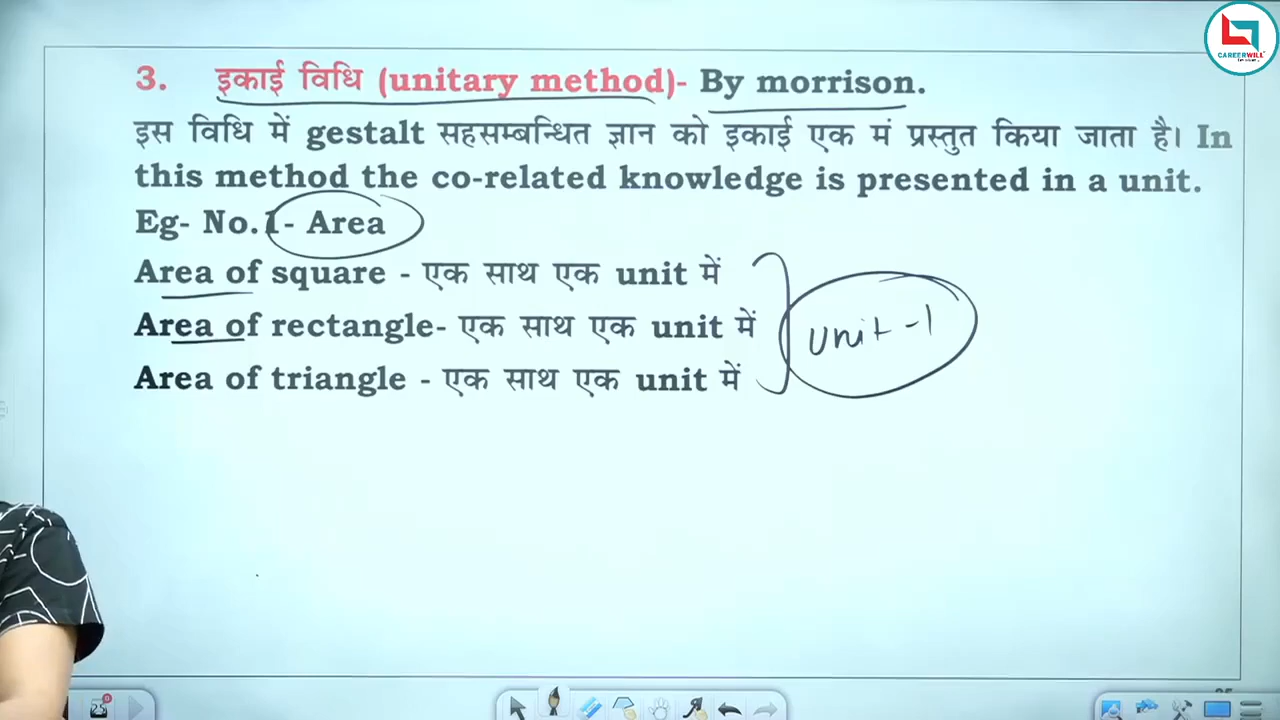 CAREERWILL
3. इकाई विधि (unitary method)- By morrison.
इस विधि में gestalt सहसम्बन्धित ज्ञान को इकाई एक मं प्रस्तुत किया जाता है। In
this method the co-related knowledge is presented in a unit.
Eg- No.1- Area
Area of square - एक साथ एक unit में
Area of rectangle- एक साथ एक unit में
Area of triangle - एक साथ एक unit में
unit-1